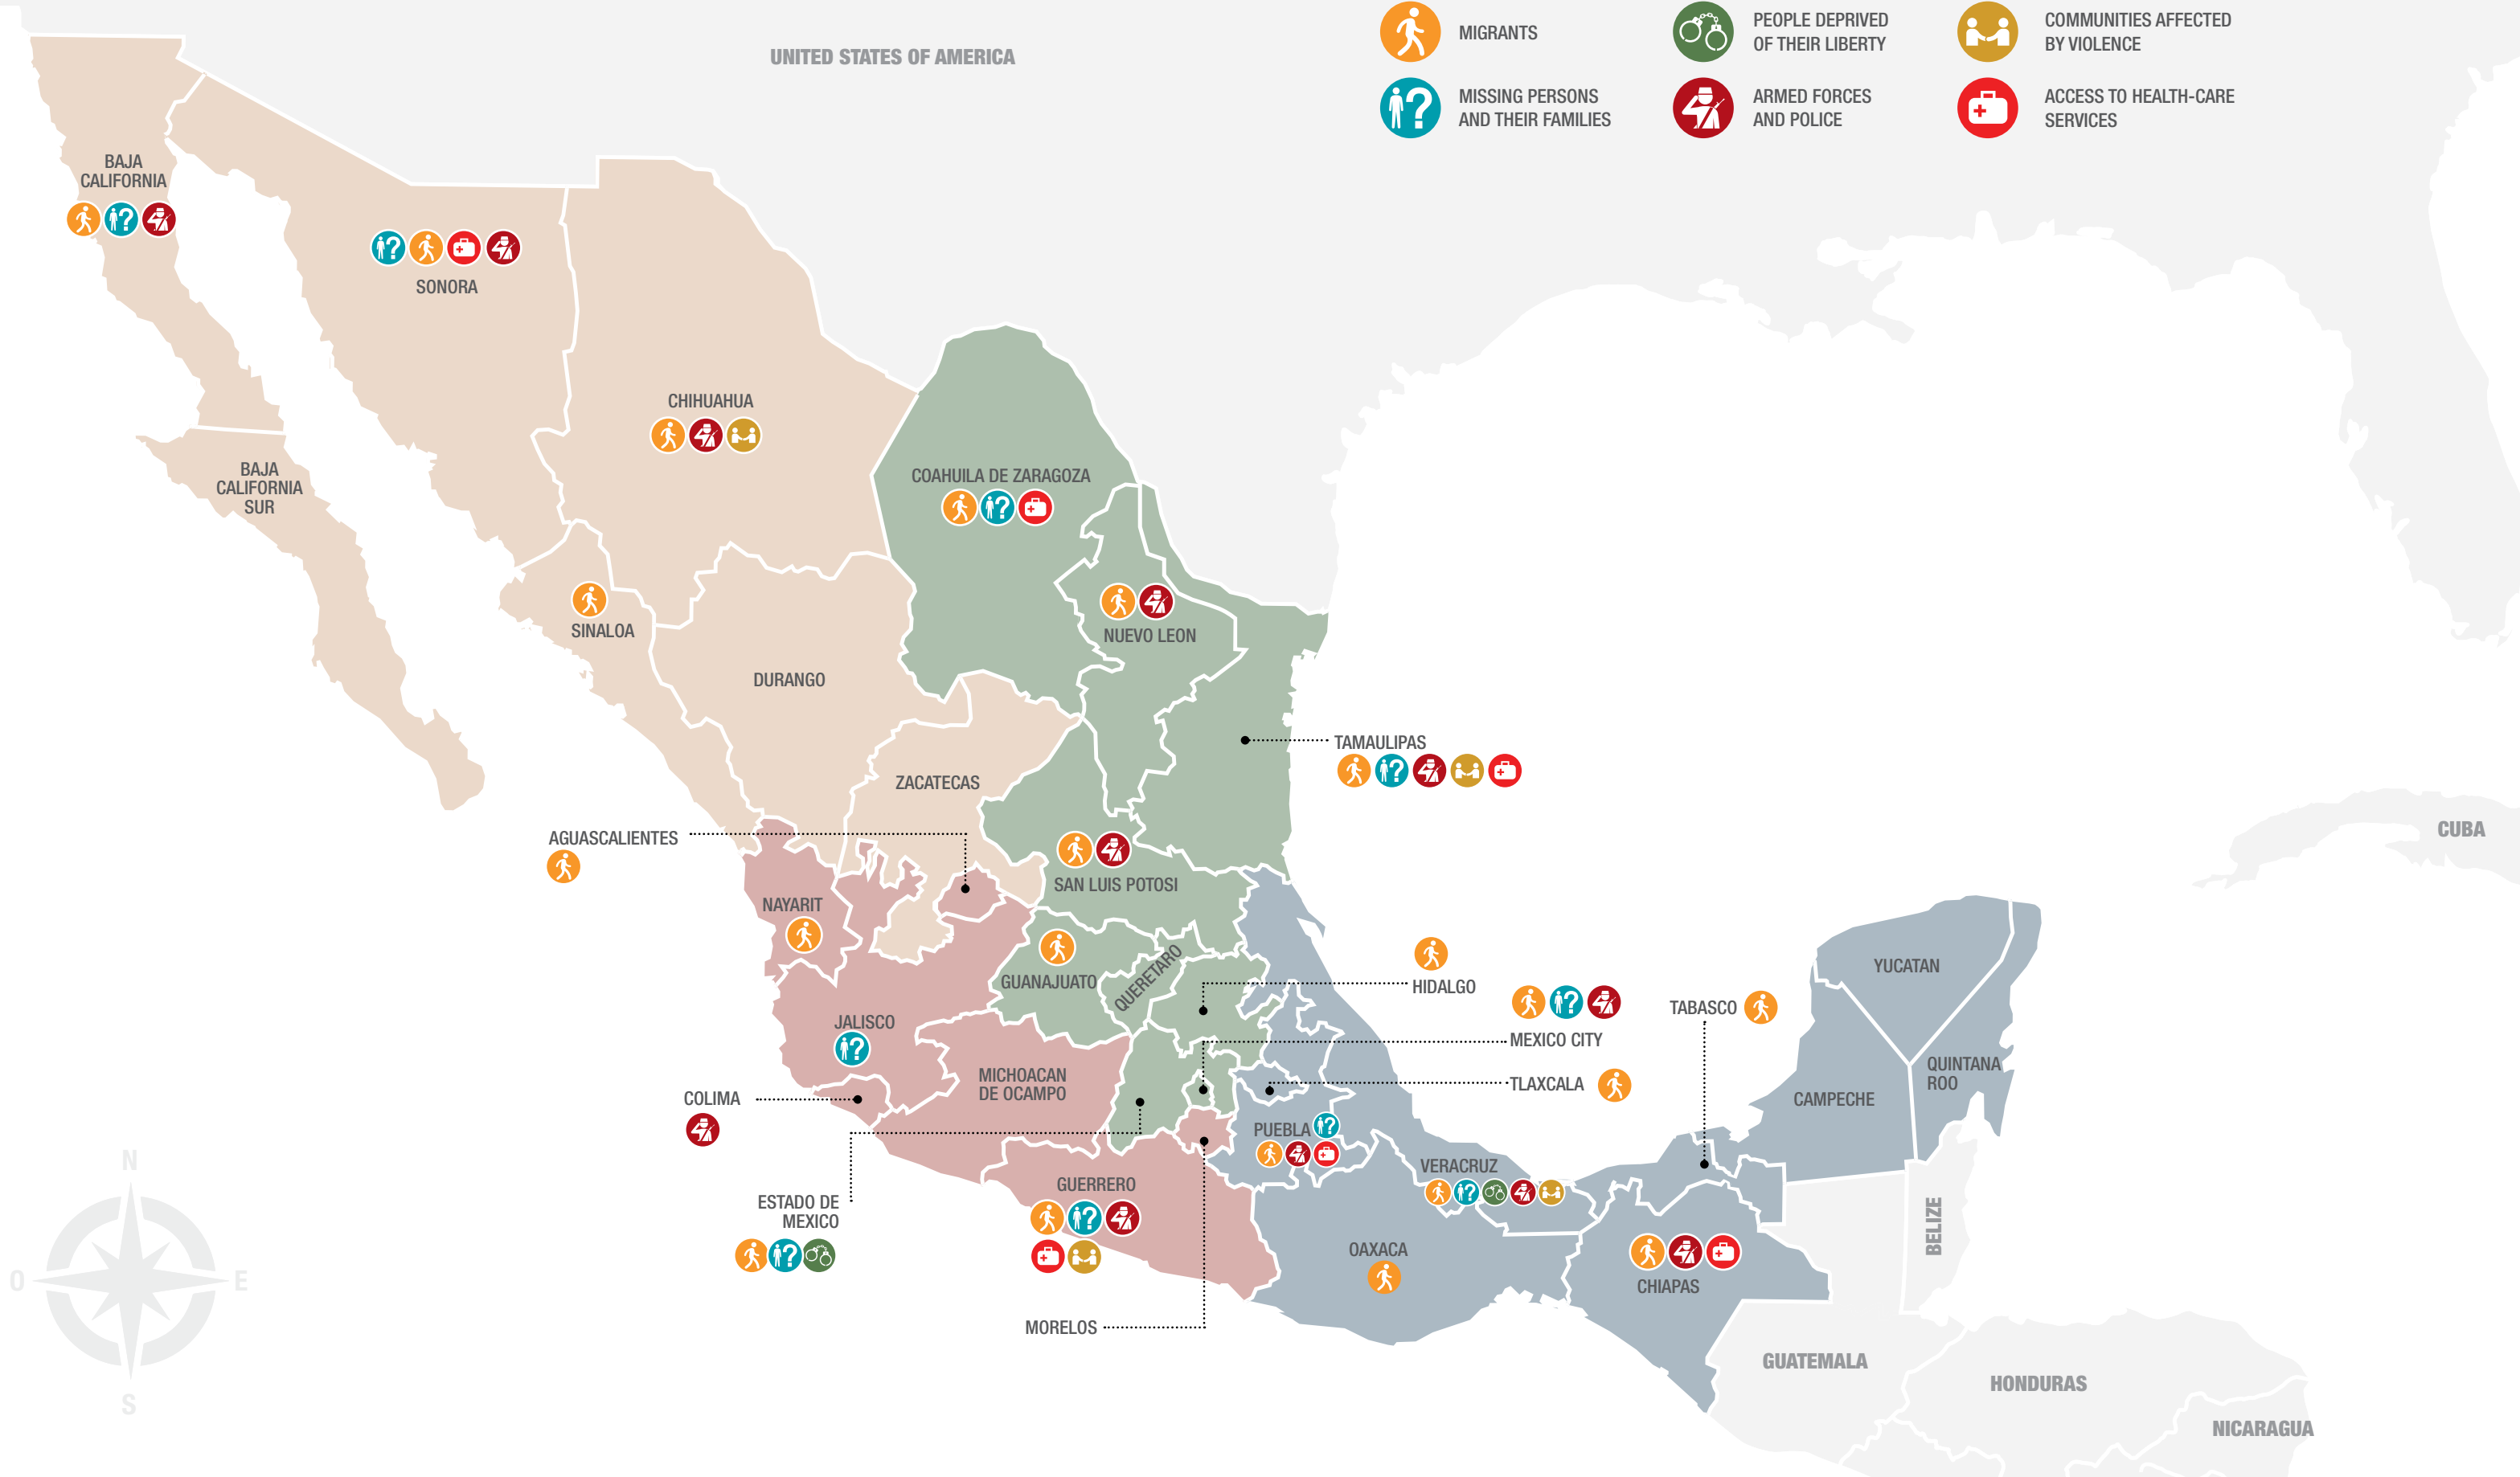 UNITED STATES OF AMERICA
MIGRANTS
PEOPLE DEPRIVED
OF THEIR LIBERTY
COMMUNITIES AFFECTED
BY VIOLENCE
MISSING PERSONS
AND THEIR FAMILIES
ARMED FORCES
AND POLICE
ACCESS TO HEALTH-CARE
SERVICES
BAJA
CALIFORNIA
SONORA
CHIHUAHUA
BAJA
CALIFORNIA
SUR
COAHUILA DE ZARAGOZA
SINALOA
NUEVO LEON
DURANGO
TAMAULIPAS
ZACATECAS
AGUASCALIENTES
CUBA
SAN LUIS POTOSI
NAYARIT
GUANAJUATO
QUERETARO
HIDALGO
YUCATAN
TABASCO
JALISCO
MEXICO CITY
MICHOACAN
DE OCAMPO
TLAXCALA
QUINTANA
ROO
COLIMA
CAMPECHE
PUEBLA
VERACRUZ
GUERRERO
ESTADO DE
MEXICO
OAXACA
BELIZE
CHIAPAS
MORELOS
GUATEMALA
HONDURAS
NICARAGUA
N
O
E
S